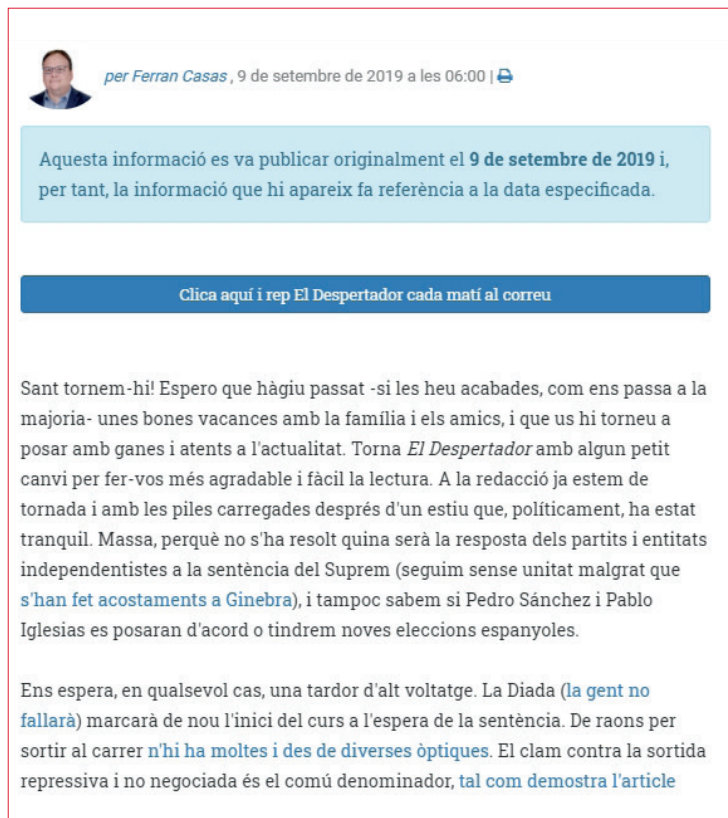 per Ferran Casas , 9 de setembre de 2019 a les 06:00 |
Aquesta informació es va publicar originalment el 9 de setembre de 2019 i,
per tant, la informació que hi apareix fa referència a la data especificada.
Clica aquí i rep El Despertador cada matí al correu
Sant tornem-hi! Espero que hàgiu passat -si les heu acabades, com ens passa a la
majoria- unes bones vacances amb la família i els amics, i que us hi torneu a
posar amb ganes i atents a l'actualitat. Torna El Despertador amb algun petit
canvi per fer-vos més agradable i fàcil la lectura. A la redacció ja estem de
tornada i amb les piles carregades després d'un estiu que, políticament, ha estat
tranquil. Massa, perquè no s'ha resolt quina serà la resposta dels partits i entitats
independentistes a la sentència del Suprem (seguim sense unitat malgrat que
s'han fet acostaments a Ginebra), i tampoc sabem si Pedro Sánchez i Pablo
Iglesias es posaran d'acord o tindrem noves eleccions espanyoles.
Ens espera, en qualsevol cas, una tardor d'alt voltatge. La Diada (la gent no
fallarà) marcarà de nou l'inici del curs a l'espera de la sentència. De raons per
sortir al carrer n'hi ha moltes i des de diverses òptiques. El clam contra la sortida
repressiva i no negociada és el comú denominador, tal com demostra l'article